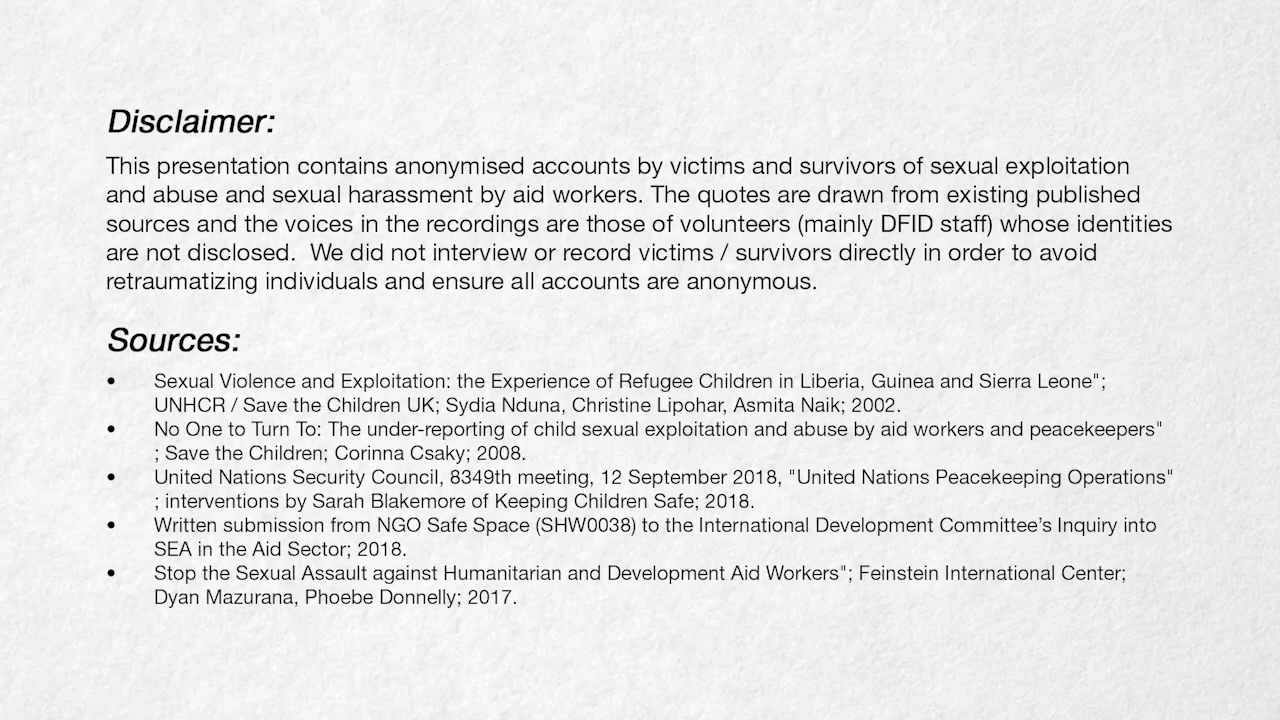 Disclaimer:
This presentation contains anonymised accounts by victims and survivors of sexual exploitation
and abuse and sexual harassment by aid workers. The quotes are drawn from existing published
sources and the voices in the recordings are those of volunteers (mainly DFID staff) whose identities
are not disclosed.  We did not interview or record victims / survivors directly in order to avoid
retraumatizing individuals and ensure all accounts are anonymous.
Sources:
• Sexual Violence and Exploitation: the Experience of Refugee Children in Liberia, Guinea and Sierra Leone";
UNHCR / Save the Children UK; Sydia Nduna, Christine Lipohar, Asmita Naik; 2002.
• No One to Turn To: The under-reporting of child sexual exploitation and abuse by aid workers and peacekeepers"
; Save the Children; Corinna Csaky; 2008.
• United Nations Security Council, 8349th meeting, 12 September 2018, "United Nations Peacekeeping Operations"
; interventions by Sarah Blakemore of Keeping Children Safe; 2018.
• Written submission from NGO Safe Space (SHW0038) to the International Development Committee’s Inquiry into
SEA in the Aid Sector; 2018.
• Stop the Sexual Assault against Humanitarian and Development Aid Workers"; Feinstein International Center;
Dyan Mazurana, Phoebe Donnelly; 2017.